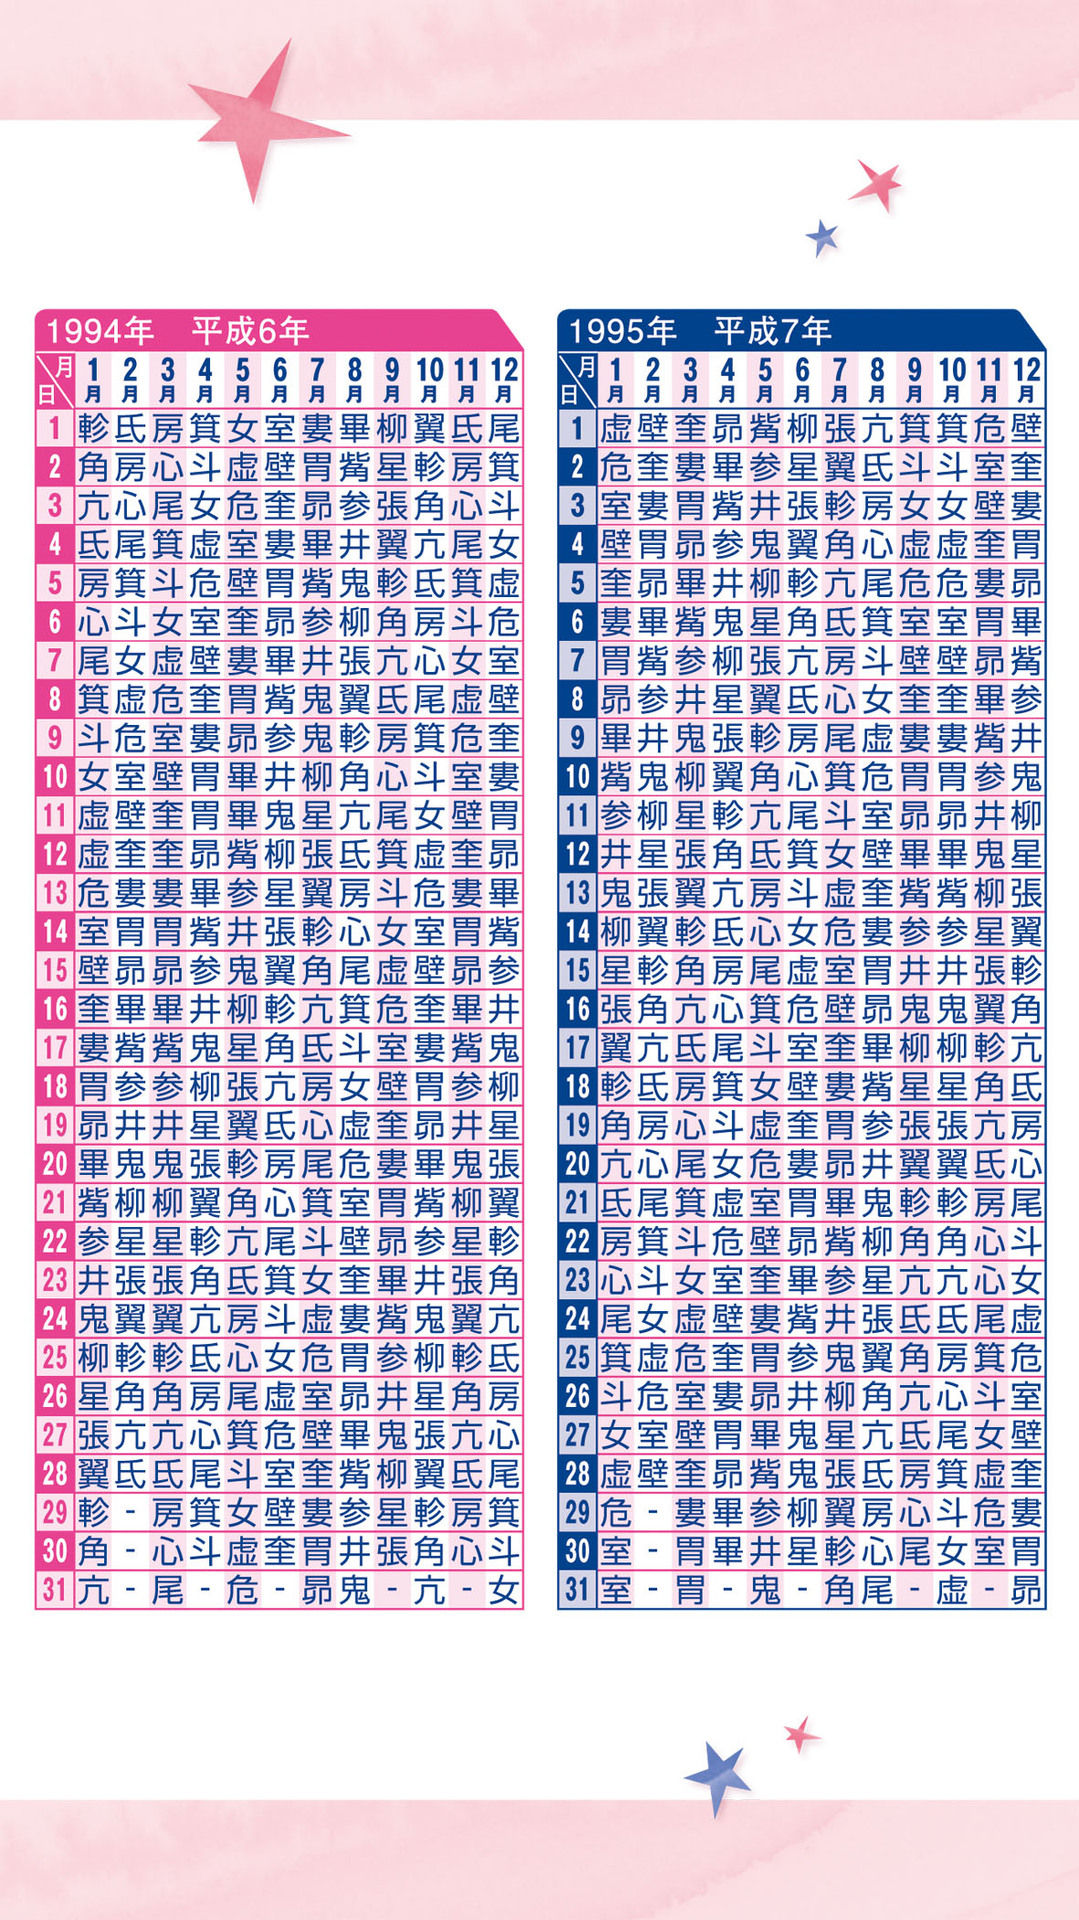 1994年 平成6年
月 日 1月 2月 3月 4月 5月 6月 7月 8月 9月 10月 11月 12月
1 軫 氐 房 箕 女 室 婁 畢 柳 翼 氐 尾
2 角 房 心 斗 虚 壁 胃 觜 星 軫 房 箕
3 亢 心 尾 女 危 奎 昴 参 張 角 心 斗
4 氐 尾 箕 虚 室 婁 畢 井 翼 亢 尾 女
5 房 箕 斗 危 壁 胃 觜 鬼 軫 氐 箕 虚
6 心 斗 女 室 奎 昴 参 柳 角 房 斗 危
7 尾 女 虚 壁 婁 畢 井 張 亢 心 女 室
8 箕 虚 危 奎 胃 觜 鬼 翼 氐 尾 虚 壁
9 斗 危 室 婁 昴 参 鬼 軫 房 箕 危 奎
10 女 室 壁 胃 畢 井 柳 角 心 斗 室 婁
11 虚 壁 奎 胃 畢 鬼 星 亢 尾 女 壁 胃
12 虚 奎 奎 昴 觜 柳 張 氐 箕 虚 奎 昴
13 危 婁 婁 畢 参 星 翼 房 斗 危 婁 畢
14 室 胃 胃 觜 井 張 軫 心 女 室 胃 觜
15 壁 昴 昴 参 鬼 翼 角 尾 虚 壁 昴 参
16 奎 畢 畢 井 柳 軫 亢 箕 危 奎 畢 井
17 婁 觜 觜 鬼 星 角 氐 斗 室 婁 觜 鬼
18 胃 参 参 柳 張 亢 房 女 壁 胃 参 柳
19 昴 井 井 星 翼 氐 心 虚 奎 昴 井 星
20 畢 鬼 鬼 張 軫 房 尾 危 婁 畢 鬼 張
21 觜 柳 柳 翼 角 心 箕 室 胃 觜 柳 翼
22 参 星 星 軫 亢 尾 斗 壁 昴 参 星 軫
23 井 張 張 角 氐 箕 女 奎 畢 井 張 角
24 鬼 翼 翼 亢 房 斗 虚 婁 觜 鬼 翼 亢
25 柳 軫 軫 氐 心 女 危 胃 参 柳 軫 氐
26 星 角 角 房 尾 虚 室 昴 井 星 角 房
27 張 亢 亢 心 箕 危 壁 畢 鬼 張 亢 心
28 翼 氐 氐 尾 斗 室 奎 觜 柳 翼 氐 尾
29 軫 - 房 箕 女 壁 婁 参 星 軫 房 箕
30 角 - 心 斗 虚 奎 胃 井 張 角 心 斗
31 亢 - 尾 - 危 - 昴 鬼 - 亢 - 女
1995年 平成7年
月 日 1月 2月 3月 4月 5月 6月 7月 8月 9月 10月 11月 12月
1 虚 壁 奎 昴 觜 柳 張 亢 箕 箕 危 壁
2 危 奎 婁 畢 参 星 翼 氐 斗 斗 室 奎
3 室 婁 胃 觜 井 張 軫 房 女 女 壁 婁
4 壁 胃 昴 参 鬼 翼 角 心 虚 虚 奎 胃
5 奎 昴 畢 井 柳 軫 亢 尾 危 危 婁 昴
6 婁 畢 觜 鬼 星 角 氐 箕 室 室 胃 畢
7 胃 觜 参 柳 張 亢 房 斗 壁 壁 昴 觜
8 昴 参 井 星 翼 氐 心 女 奎 奎 畢 参
9 畢 井 鬼 張 軫 房 尾 虚 婁 婁 觜 井
10 觜 鬼 柳 翼 角 心 箕 危 胃 胃 参 鬼
11 参 柳 星 軫 亢 尾 斗 室 昴 昴 井 柳
12 井 星 張 角 氐 箕 女 壁 畢 畢 鬼 星
13 鬼 張 翼 亢 房 斗 虚 奎 觜 觜 柳 張
14 柳 翼 軫 氐 心 女 危 婁 参 参 星 翼
15 星 軫 角 房 尾 虚 室 胃 井 井 張 軫
16 張 角 亢 心 箕 危 壁 昴 鬼 鬼 翼 角
17 翼 亢 氐 尾 斗 室 奎 畢 柳 柳 軫 亢
18 軫 氐 房 箕 女 壁 婁 觜 星 星 角 氐
19 角 房 心 斗 虚 奎 胃 参 張 張 亢 房
20 亢 心 尾 女 危 婁 昴 井 翼 翼 氐 心
21 氐 尾 箕 虚 室 胃 畢 鬼 軫 軫 房 尾
22 房 箕 斗 危 壁 昴 觜 柳 角 角 心 斗
23 心 斗 女 室 奎 畢 参 星 亢 亢 心 女
24 尾 女 虚 壁 婁 觜 井 張 氐 氐 尾 虚
25 箕 虚 危 奎 胃 参 鬼 翼 角 房 箕 危
26 斗 危 室 婁 昴 井 柳 角 亢 心 斗 室
27 女 室 壁 胃 畢 鬼 星 亢 氐 尾 女 壁
28 虚 壁 奎 昴 觜 鬼 張 氐 房 箕 虚 奎
29 危 - 婁 畢 参 柳 翼 房 心 斗 危 婁
30 室 - 胃 畢 井 星 軫 心 尾 女 室 胃
31 室 - 胃 - 鬼 - 角 尾 - 虚 - 昴